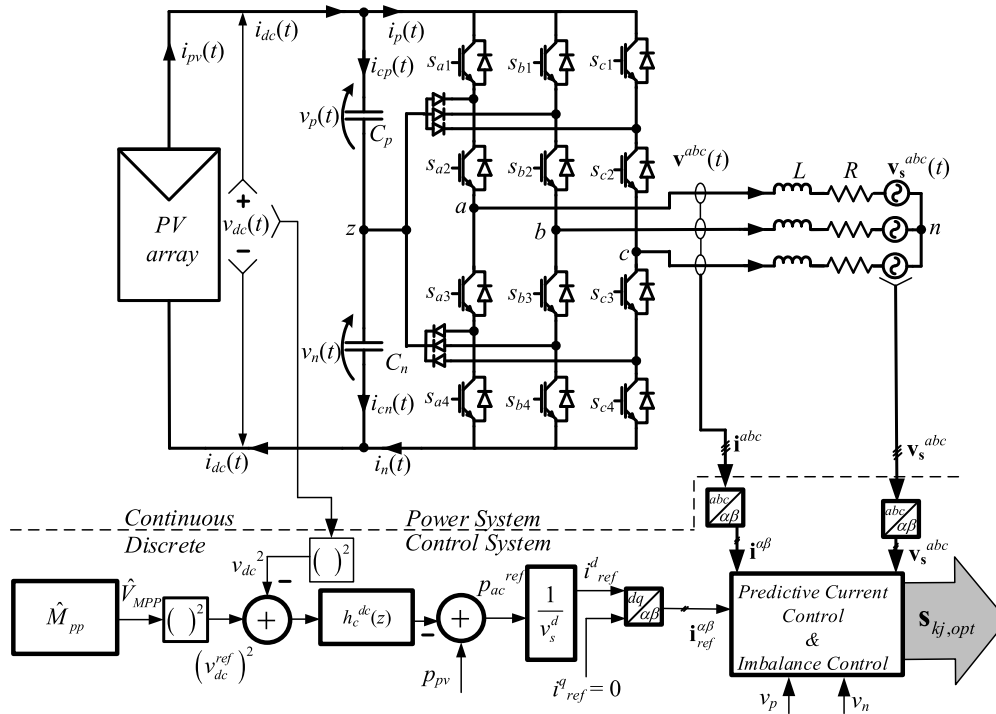 i_dc(t)
i_p(t)
i_pv(t)
i_cp(t)
s_a1
s_b1
s_c1
v_p(t)
C_p
s_a2
s_b2
s_c2
v^abc(t)
L
R
v_s^abc(t)
PV
array
+
v_dc(t)
−
z
a
b
c
n
s_a3
s_b3
s_c3
v_n(t)
C_n
i_cn(t)
s_a4
s_b4
s_c4
i_dc(t)
i_n(t)
i^abc
v_s^abc
abc
αβ
abc
αβ
Continuous
Power System
Discrete
Control System
( )^2
i^αβ
v_s^abc
v_dc^2
−
M̂_pp
V̂_MPP
( )^2
+
(v_dc^ref)^2
h_c^dc(z)
−
+
p_pv
p_ac^ref
1
v_s^d
i^d_ref
i^q_ref = 0
dq
αβ
i_ref^αβ
Predictive Current
Control
&
Imbalance Control
s_kj,opt
v_p
v_n